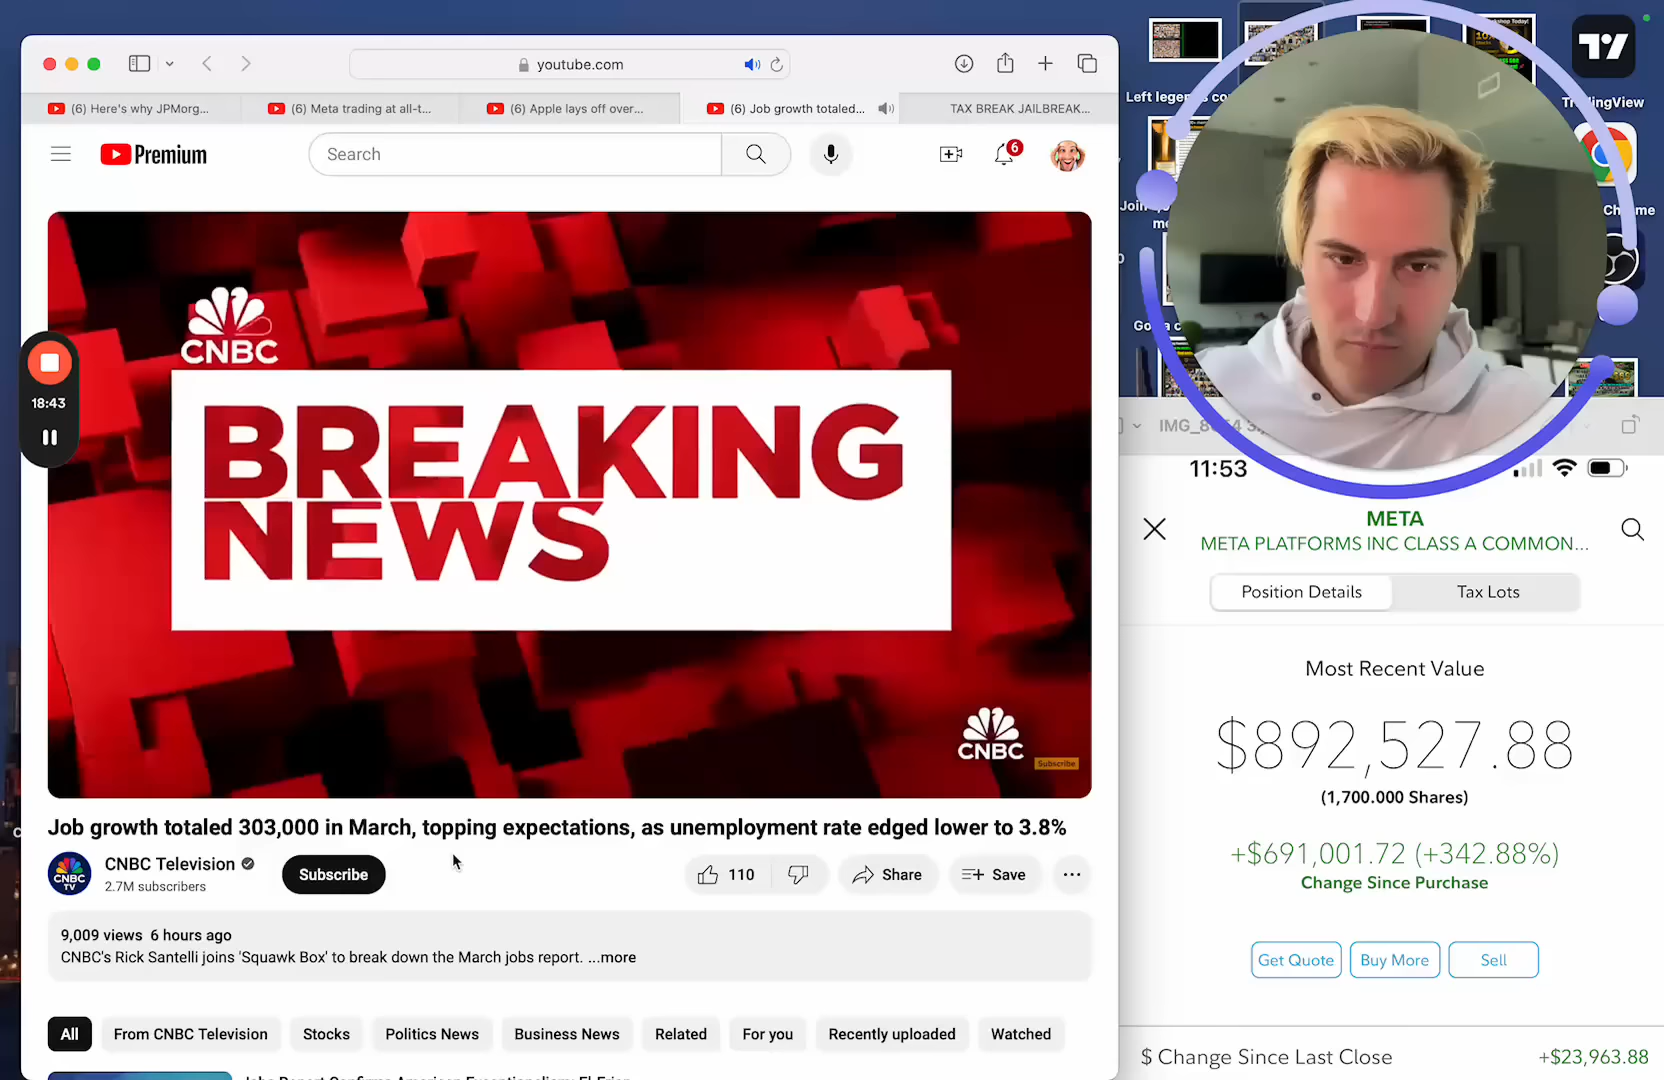 youtube.com
(6) Here's why JPMorg...
(6) Meta trading at all-t...
(6) Apple lays off over...
(6) Job growth totaled...
TAX BREAK JAILBREAK...
Premium
Search
6
CNBC
BREAKING
NEWS
CNBC
Subscribe
18:43
Job growth totaled 303,000 in March, topping expectations, as unemployment rate edged lower to 3.8%
CNBC Television
2.7M subscribers
Subscribe
110
Share
Save
9,009 views 6 hours ago
CNBC's Rick Santelli joins 'Squawk Box' to break down the March jobs report. ...more
All
From CNBC Television
Stocks
Politics News
Business News
Related
For you
Recently uploaded
Watched
TradingView
11:53
META
META PLATFORMS INC CLASS A COMMON...
Position Details
Tax Lots
Most Recent Value
$892,527.88
(1,700.000 Shares)
+$691,001.72 (+342.88%)
Change Since Purchase
Get Quote
Buy More
Sell
$ Change Since Last Close
+$23,963.88